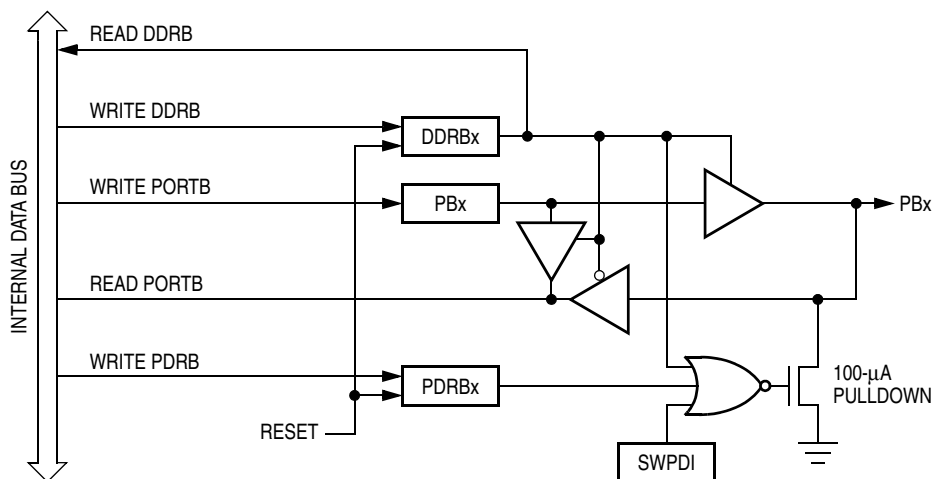 READ DDRB
WRITE DDRB
DDRBx
WRITE PORTB
PBx
PBx
INTERNAL DATA BUS
READ PORTB
WRITE PDRB
PDRBx
100-μA
PULLDOWN
RESET
SWPDI